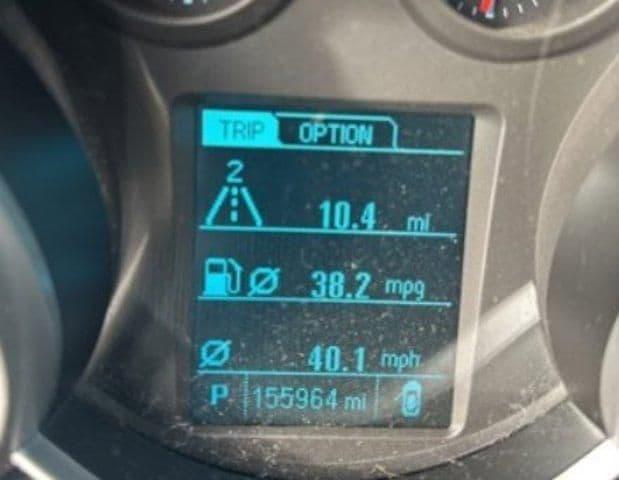 TRIP OPTION
2
10.4 mi
38.2 mpg
40.1 mph
P 155964 mi